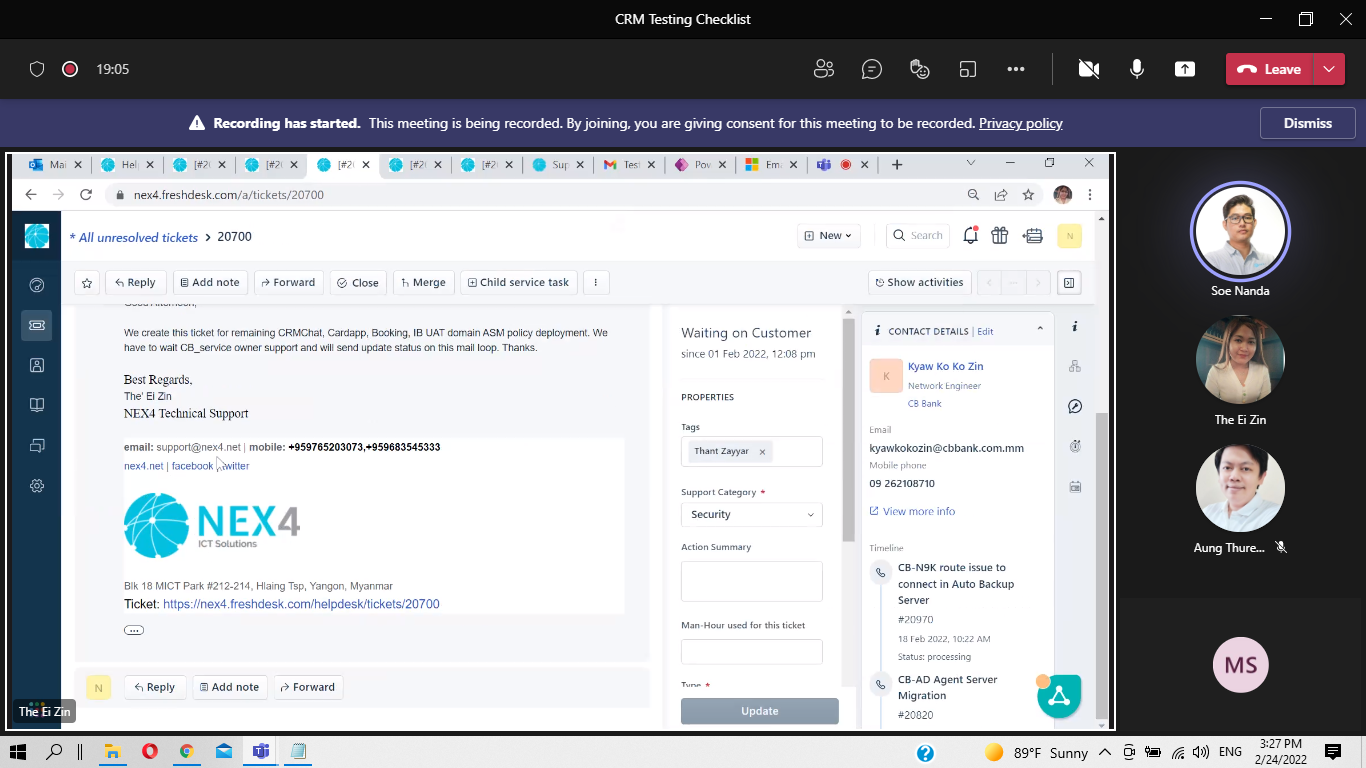 CRM Testing Checklist
19:05
Leave
Recording has started. This meeting is being recorded. By joining, you are giving consent for this meeting to be recorded. Privacy policy
Dismiss
Mai
Help
[#20
[#20
[#20
[#20
[#20
Sup
Test
Pov
Ema
nex4.freshdesk.com/a/tickets/20700
* All unresolved tickets > 20700
New
Search
N
Reply
Add note
Forward
Close
Merge
Child service task
Show activities
Good Afternoon,
We create this ticket for remaining CRMChat, Cardapp, Booking, IB UAT domain ASM policy deployment. We
have to wait CB_service owner support and will send update status on this mail loop. Thanks.
Best Regards,
The' Ei Zin
NEX4 Technical Support
email: support@nex4.net | mobile: +959765203073,+959683545333
nex4.net | facebook twitter
NEX4
ICT Solutions
Blk 18 MICT Park #212-214, Hlaing Tsp, Yangon, Myanmar
Ticket: https://nex4.freshdesk.com/helpdesk/tickets/20700
N
Reply
Add note
Forward
The Ei Zin
Waiting on Customer
since 01 Feb 2022, 12:08 pm
PROPERTIES
Tags
Thant Zayyar
Support Category *
Security
Action Summary
Man-Hour used for this ticket
Type *
Update
CONTACT DETAILS | Edit
K
Kyaw Ko Ko Zin
Network Engineer
CB Bank
Email
kyawkokozin@cbbank.com.mm
Mobile phone
09 262108710
View more info
Timeline
CB-N9K route issue to
connect in Auto Backup
Server
#20970
18 Feb 2022, 10:22 AM
Status: processing
CB-AD Agent Server
Migration
#20820
Soe Nanda
The Ei Zin
Aung Thure...
MS
89°F Sunny
ENG
3:27 PM
2/24/2022